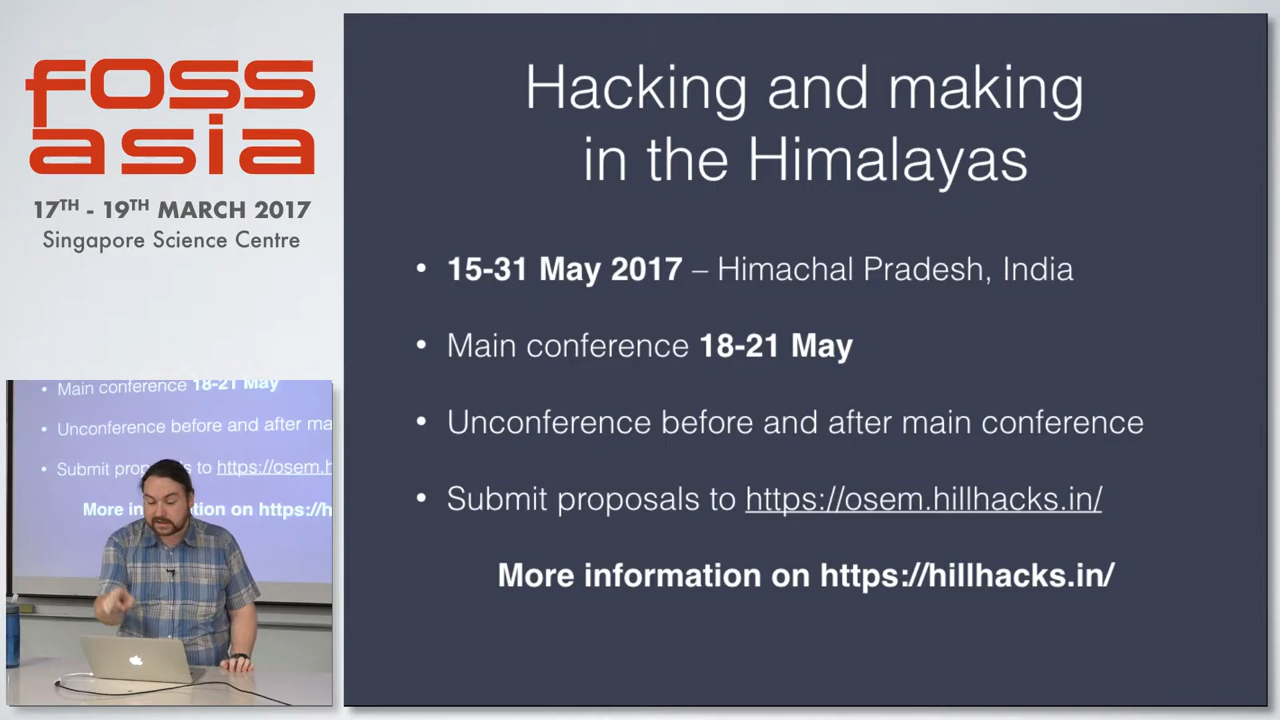 foss
asia
17TH - 19TH MARCH 2017
Singapore Science Centre
Hacking and making
in the Himalayas
• 15-31 May 2017 – Himachal Pradesh, India
• Main conference 18-21 May
• Unconference before and after main conference
• Submit proposals to https://osem.hillhacks.in/
More information on https://hillhacks.in/
• Main conference 18-21 May
• Unconference before and after ma
• Submit prop s to https://osem.h
More in on on https://h